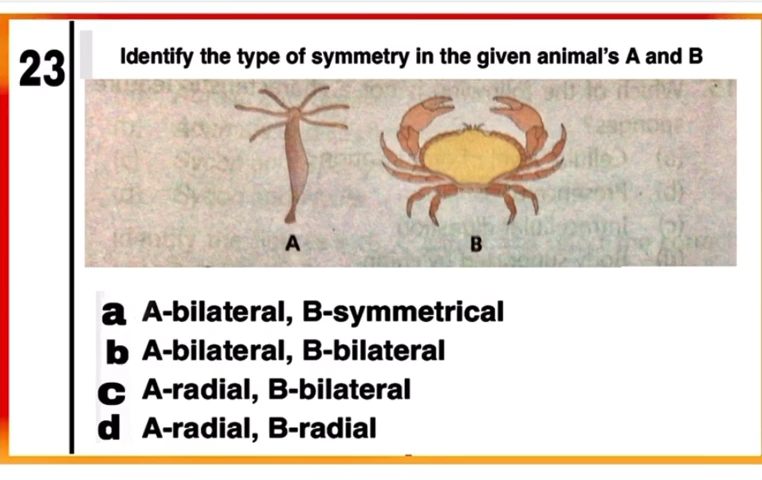 23 Identify the type of symmetry in the given animal's A and B
A B
a A-bilateral, B-symmetrical
b A-bilateral, B-bilateral
c A-radial, B-bilateral
d A-radial, B-radial